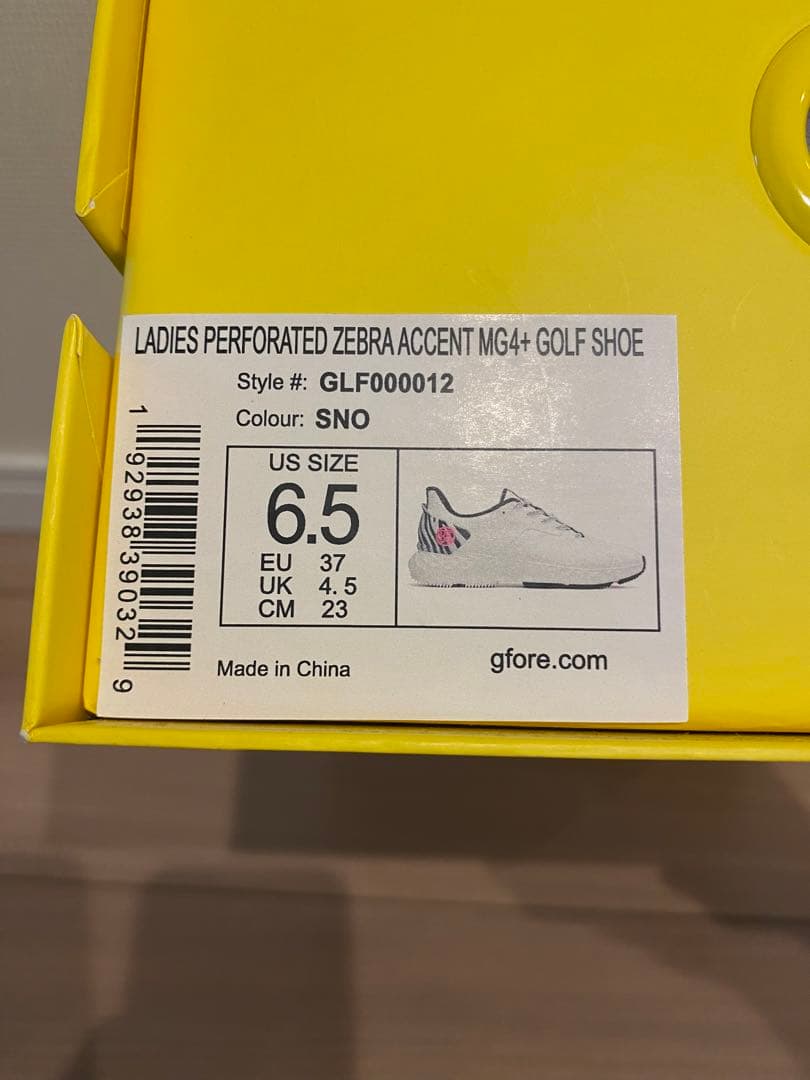 LADIES PERFORATED ZEBRA ACCENT MG4+ GOLF SHOE
Style #: GLF000012
Colour: SNO
US SIZE
6.5
EU 37
UK 4.5
CM 23
1 92938 39032 9
Made in China
gfore.com